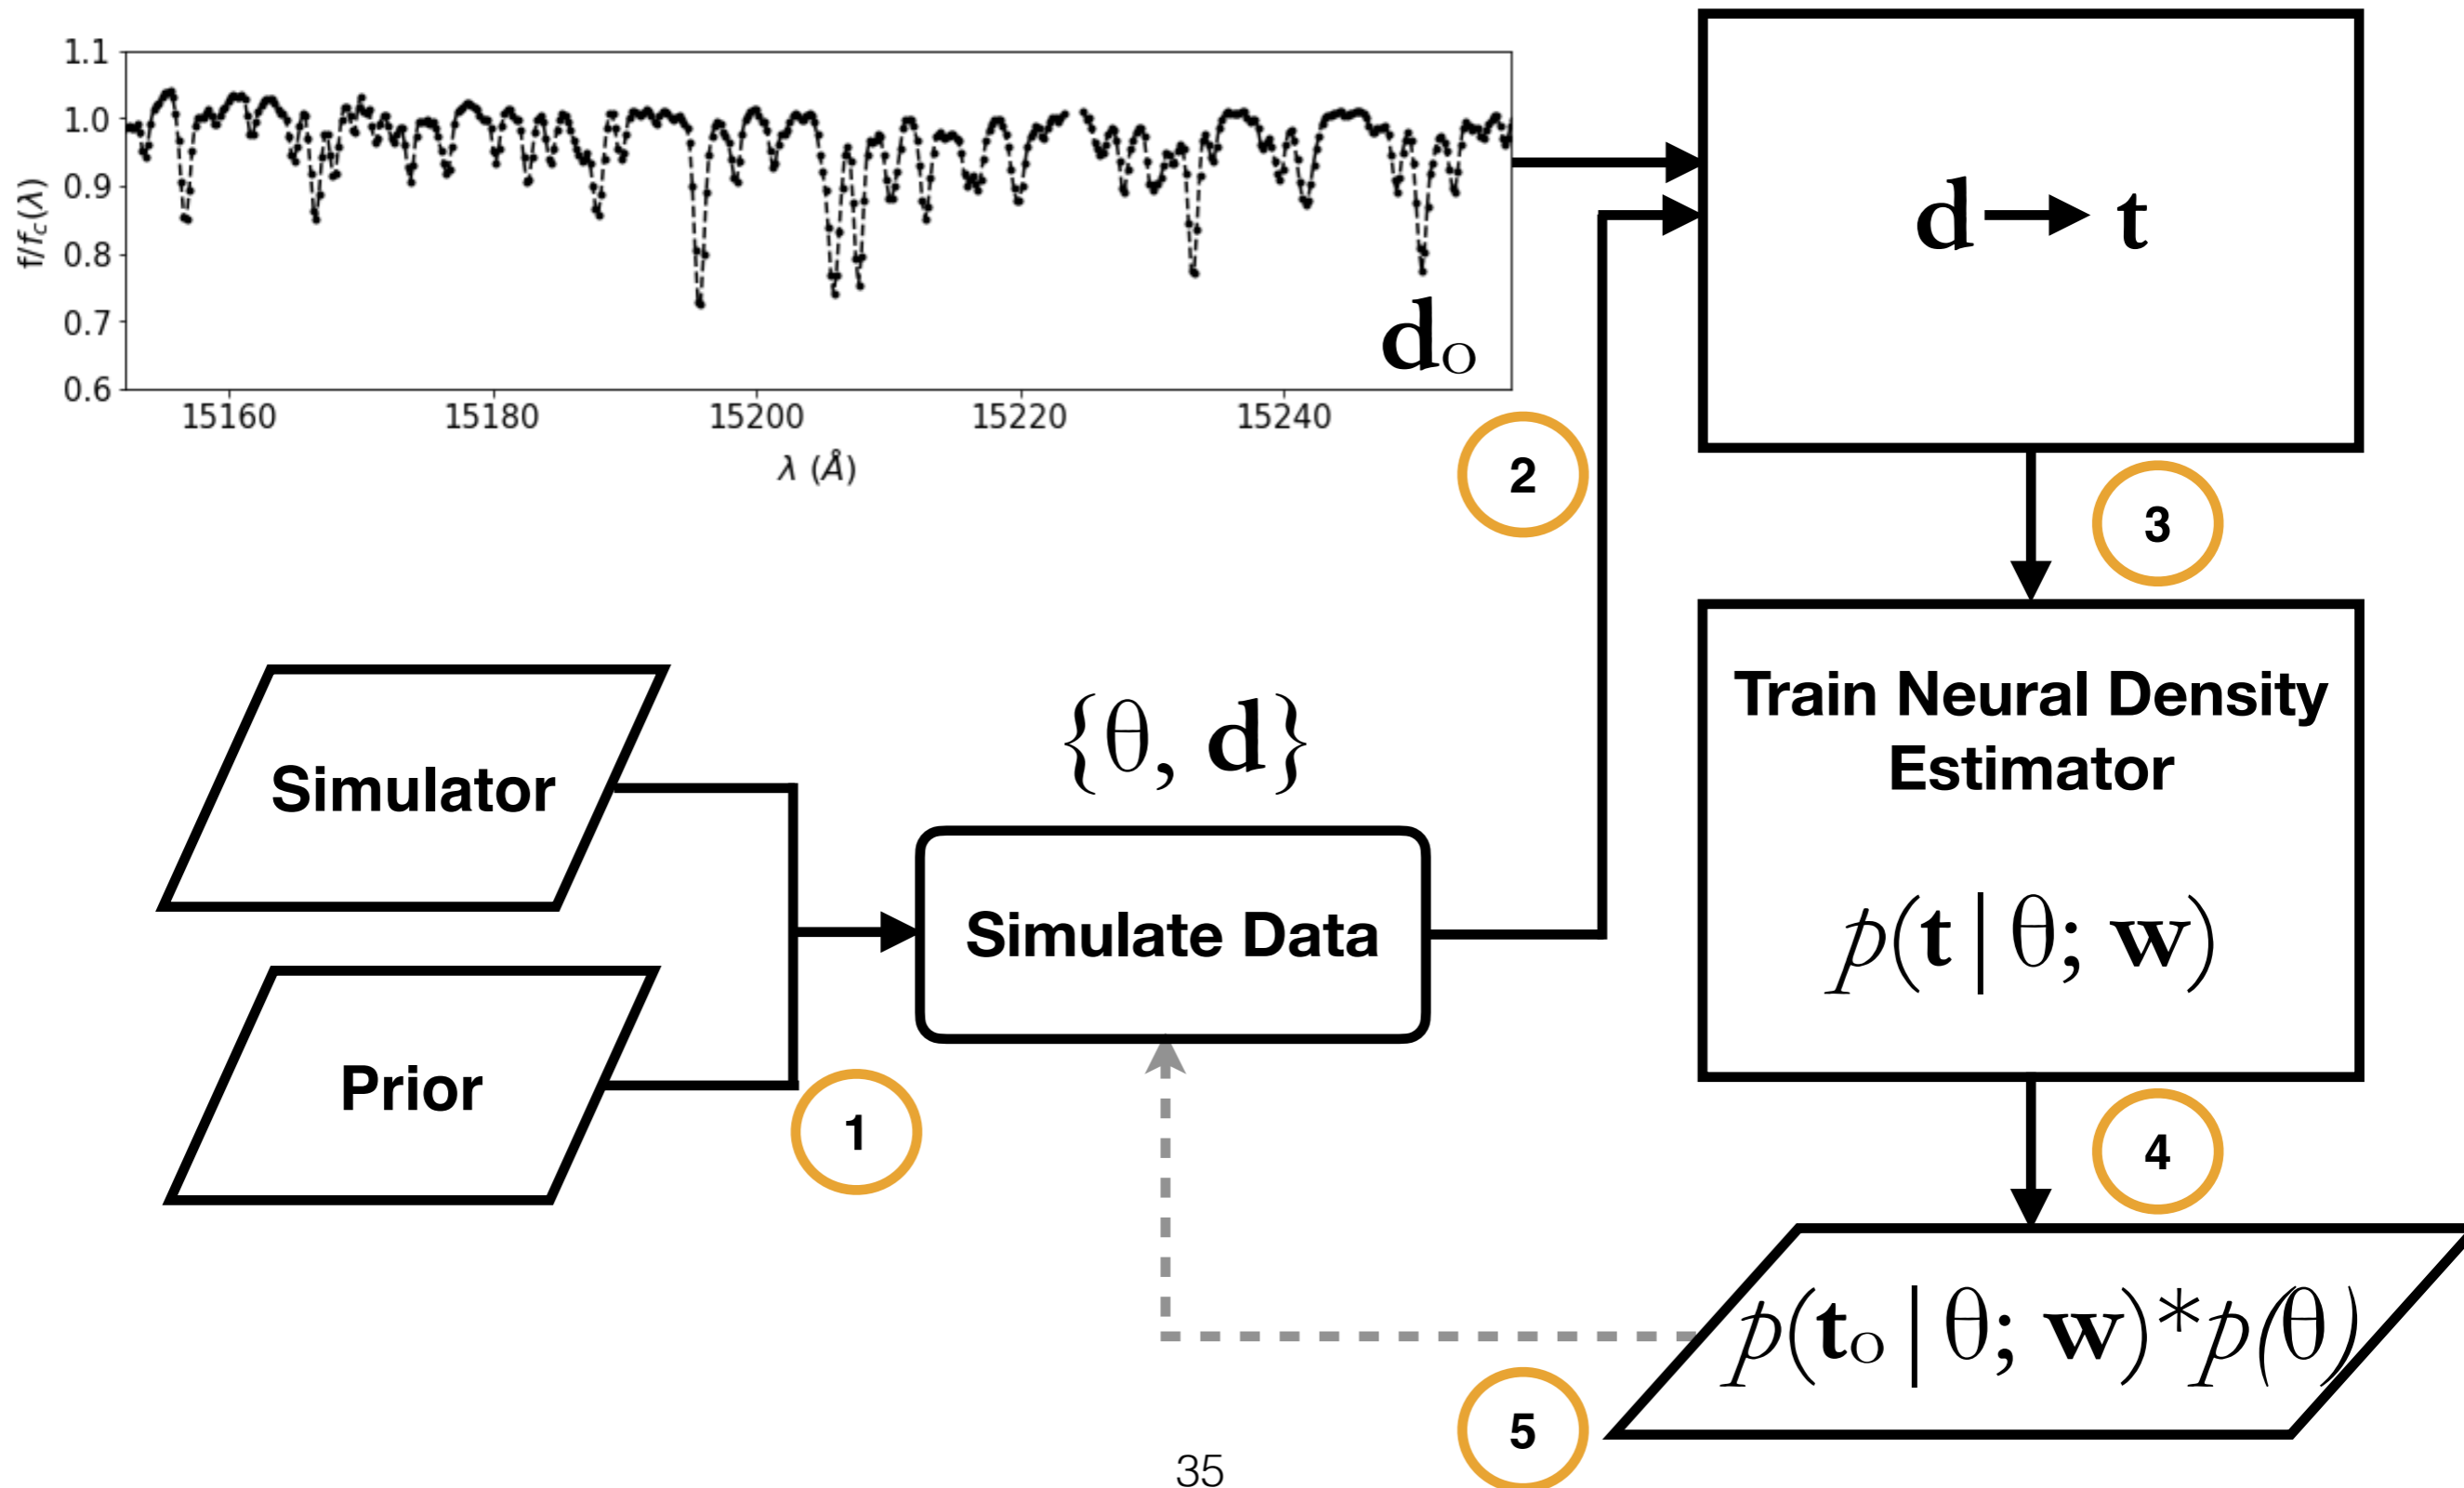 1.1
1.0
0.9
0.8
0.7
0.6
f/f_c(λ)
15160 15180 15200 15220 15240
λ (Å)
d_o
d → t
2
3
Train Neural Density
Estimator
p(t | θ; w)
{θ, d}
Simulator
Simulate Data
Prior
1
4
p(t_o | θ; w)*p(θ)
5
35